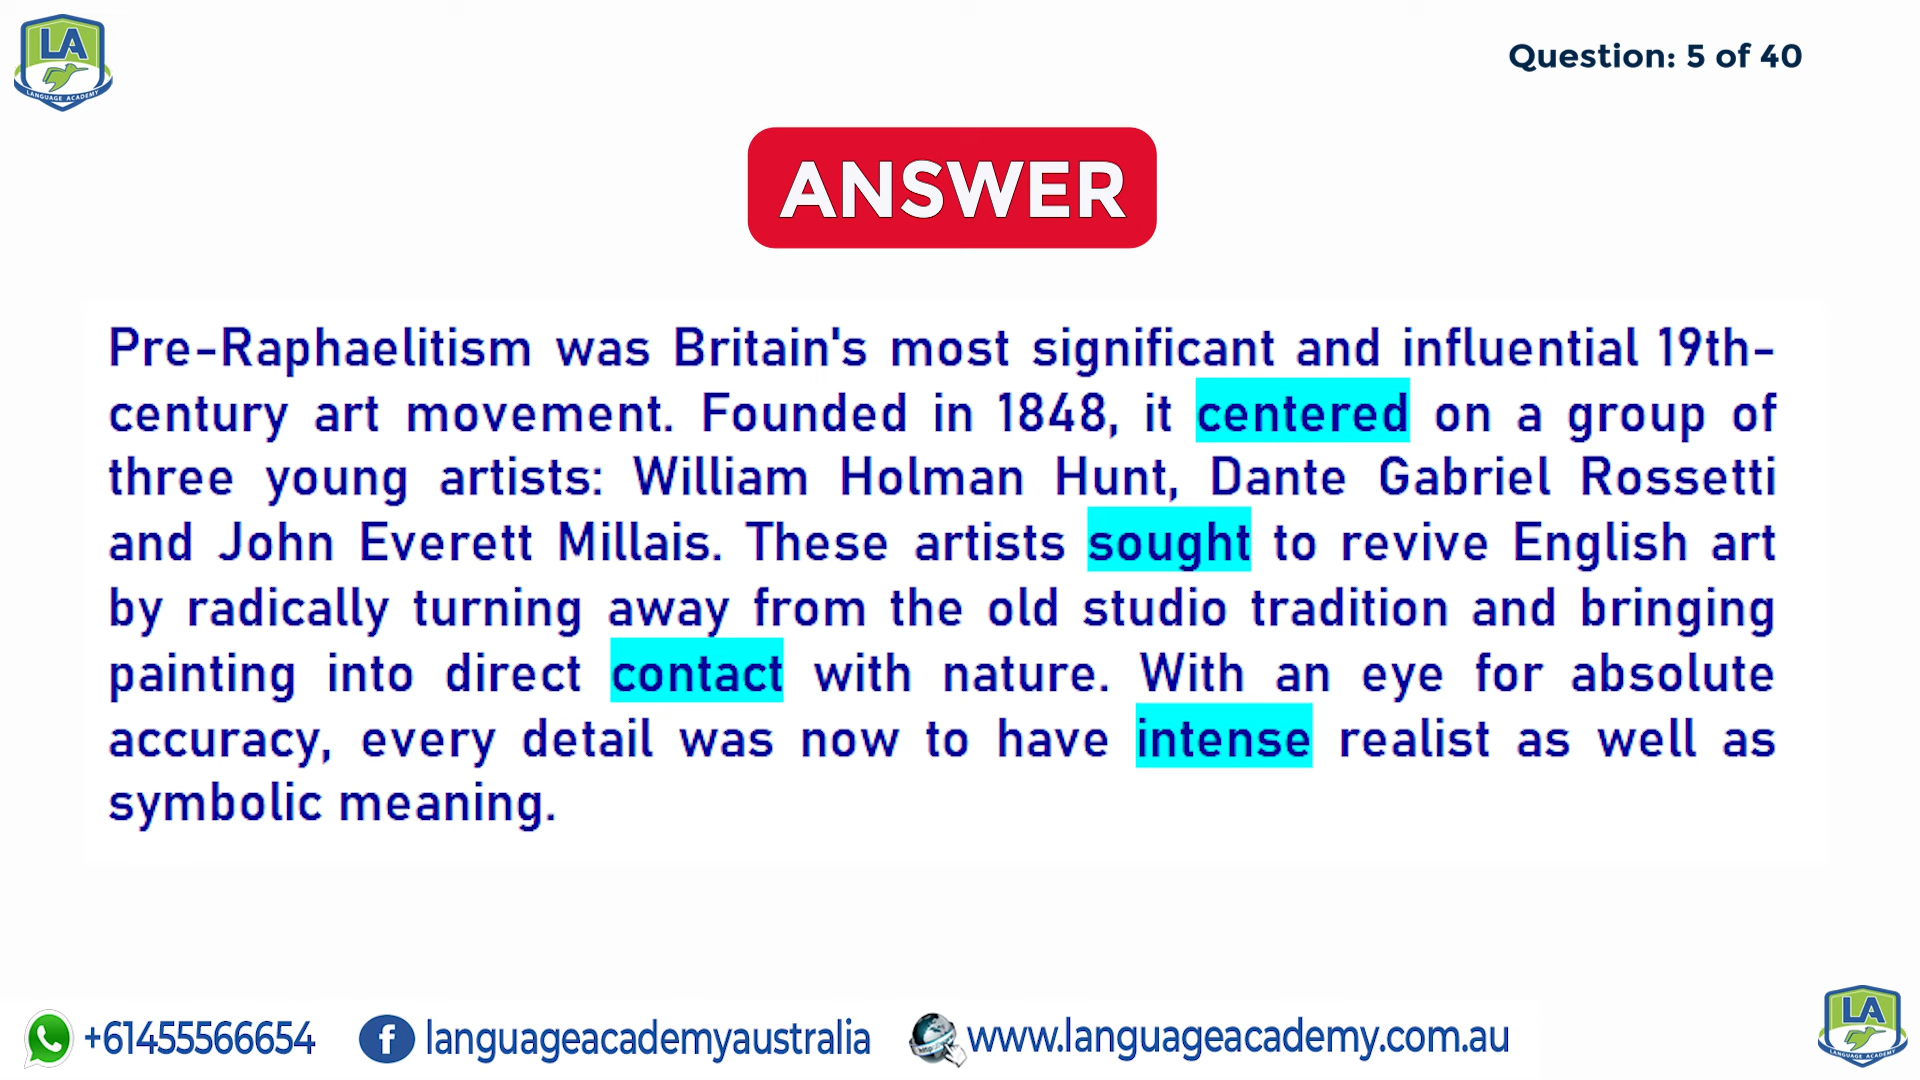 LA
LANGUAGE ACADEMY
Question: 5 of 40
ANSWER
Pre-Raphaelitism was Britain's most significant and influential 19th-
century art movement. Founded in 1848, it centered on a group of
three young artists: William Holman Hunt, Dante Gabriel Rossetti
and John Everett Millais. These artists sought to revive English art
by radically turning away from the old studio tradition and bringing
painting into direct contact with nature. With an eye for absolute
accuracy, every detail was now to have intense realist as well as
symbolic meaning.
+61455566654
languageacademyaustralia
www.languageacademy.com.au
LA
LANGUAGE ACADEMY